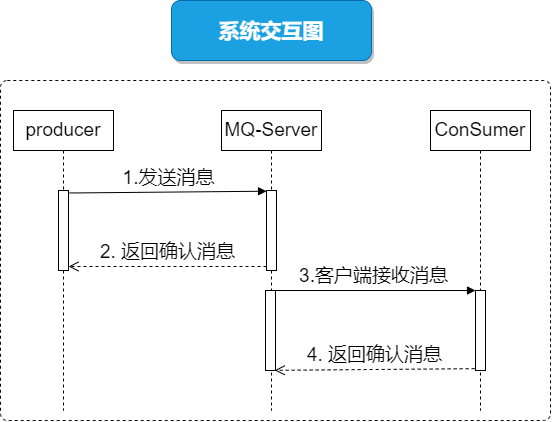 系统交互图
producer
MQ-Server
ConSumer
1.发送消息
2. 返回确认消息
3.客户端接收消息
4. 返回确认消息